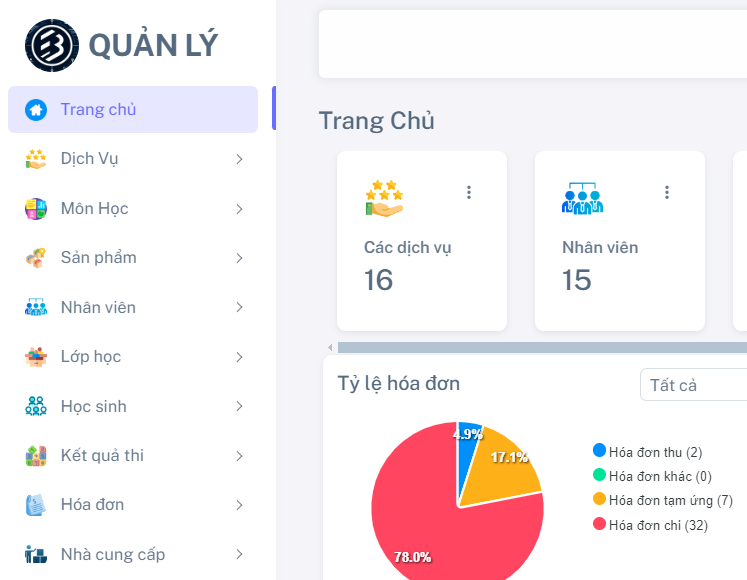 QUẢN LÝ
Trang chủ
Dịch Vụ
Môn Học
Sản phẩm
Nhân viên
Lớp học
Học sinh
Kết quả thi
Hóa đơn
Nhà cung cấp
Trang Chủ
Các dịch vụ
16
Nhân viên
15
Tỷ lệ hóa đơn
Tất cả
4.9%
17.1%
78.0%
Hóa đơn thu (2)
Hóa đơn khác (0)
Hóa đơn tạm ứng (7)
Hóa đơn chi (32)